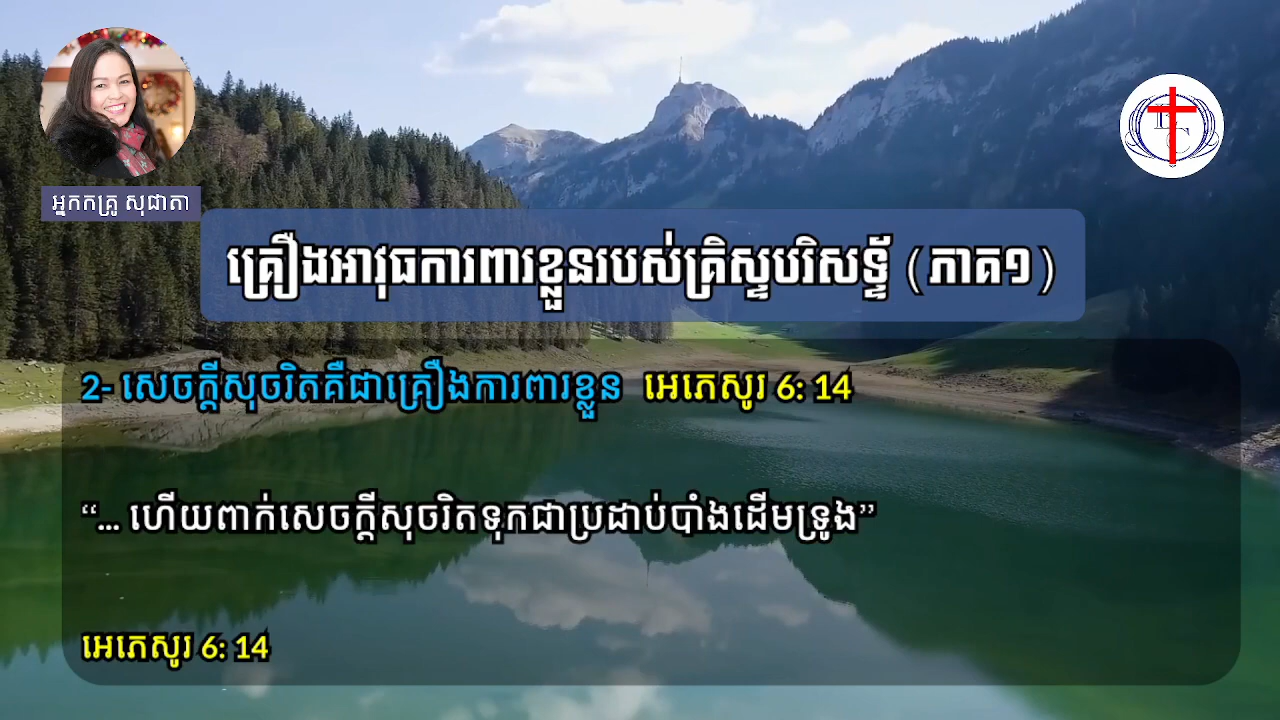 អ្នកកគ្រូ សុជាតា
គ្រឿងអាវុធការពារខ្លួនរបស់គ្រិស្ទបរិសទ្ទ័ (ភាគ១)
2- សេចក្ដីសុចរិតគឺជាគ្រឿងការពារខ្លួន អេភេសូរ 6: 14
“... ហើយពាក់សេចក្ដីសុចរិតទុកជាប្រដាប់បាំងដើមទ្រូង”
អេភេសូរ 6: 14